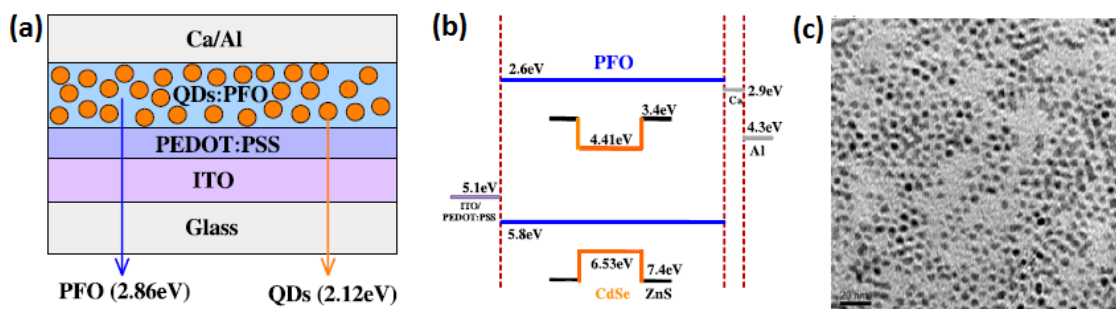 (a)
Ca/Al
QDs:PFO
PEDOT:PSS
ITO
Glass
PFO (2.86eV)
QDs (2.12eV)
(b)
2.6eV
PFO
Ca
2.9eV
3.4eV
4.41eV
4.3eV
Al
5.1eV
ITO/
PEDOT:PSS
5.8eV
6.53eV
7.4eV
CdSe
ZnS
(c)
20 nm